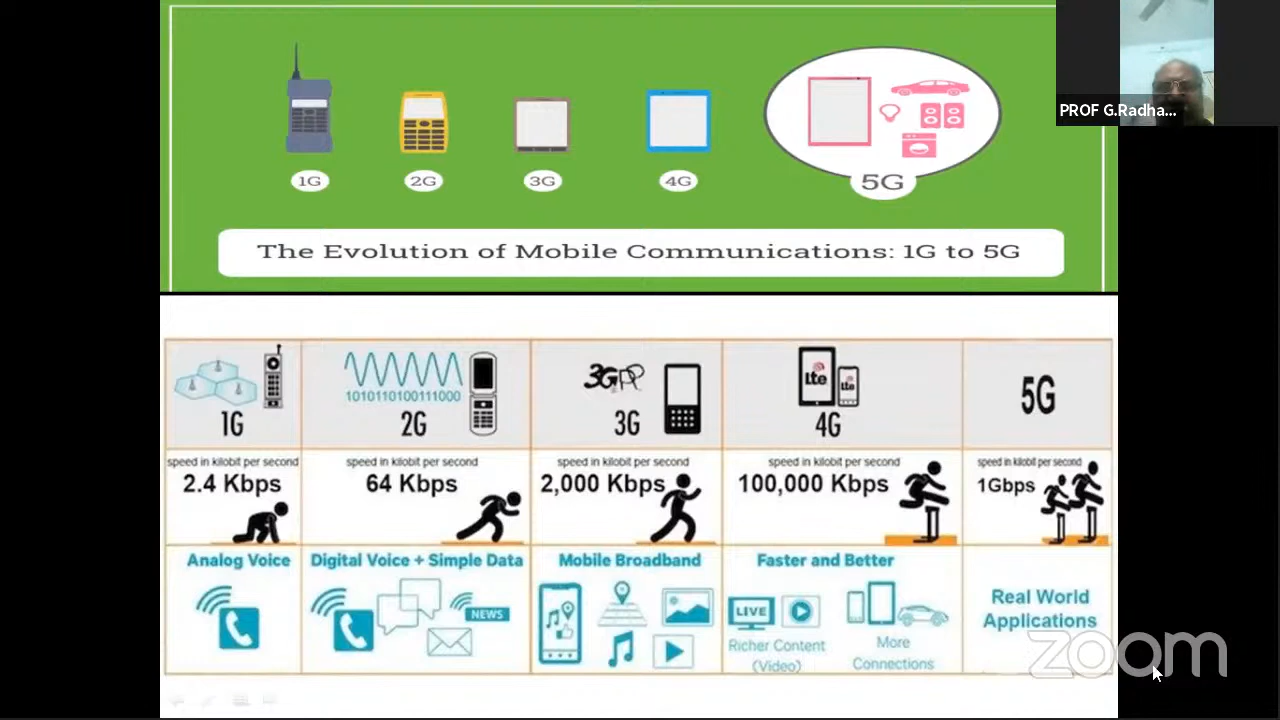 PROF G.Radha...
1G
2G
3G
4G
5G
The Evolution of Mobile Communications: 1G to 5G
1G
1010110100111000
2G
3GPP
3G
LTE
LTE
4G
5G
speed in kilobit per second
2.4 Kbps
speed in kilobit per second
64 Kbps
speed in kilobit per second
2,000 Kbps
speed in kilobit per second
100,000 Kbps
speed in kilobit per second
1Gbps
Analog Voice
Digital Voice + Simple Data
NEWS
Mobile Broadband
Faster and Better
LIVE
Richer Content
(Video)
More
Connections
Real World
Applications
zoom